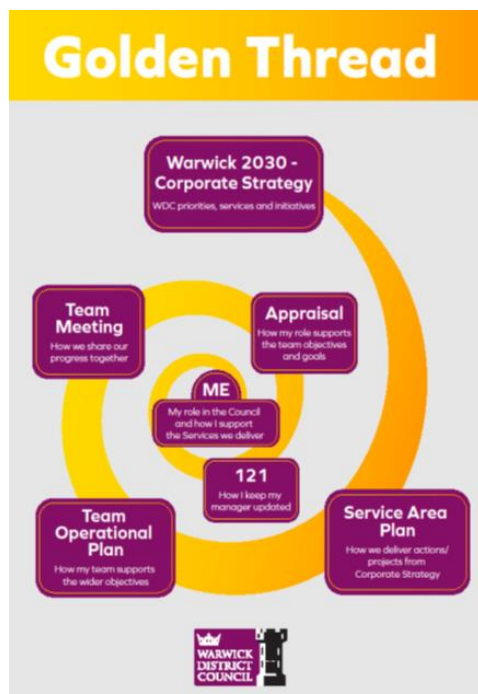 Golden Thread
Warwick 2030 -
Corporate Strategy
WDC priorities, services and initiatives
Team
Meeting
How we share our
progress together
Appraisal
How my role supports
the team objectives
and goals
ME
My role in the Council
and how I support
the Services we deliver
121
How I keep my
manager updated
Team
Operational
Plan
How my team supports
the wider objectives
Service Area
Plan
How we deliver actions/
projects from
Corporate Strategy
WARWICK
DISTRICT
COUNCIL